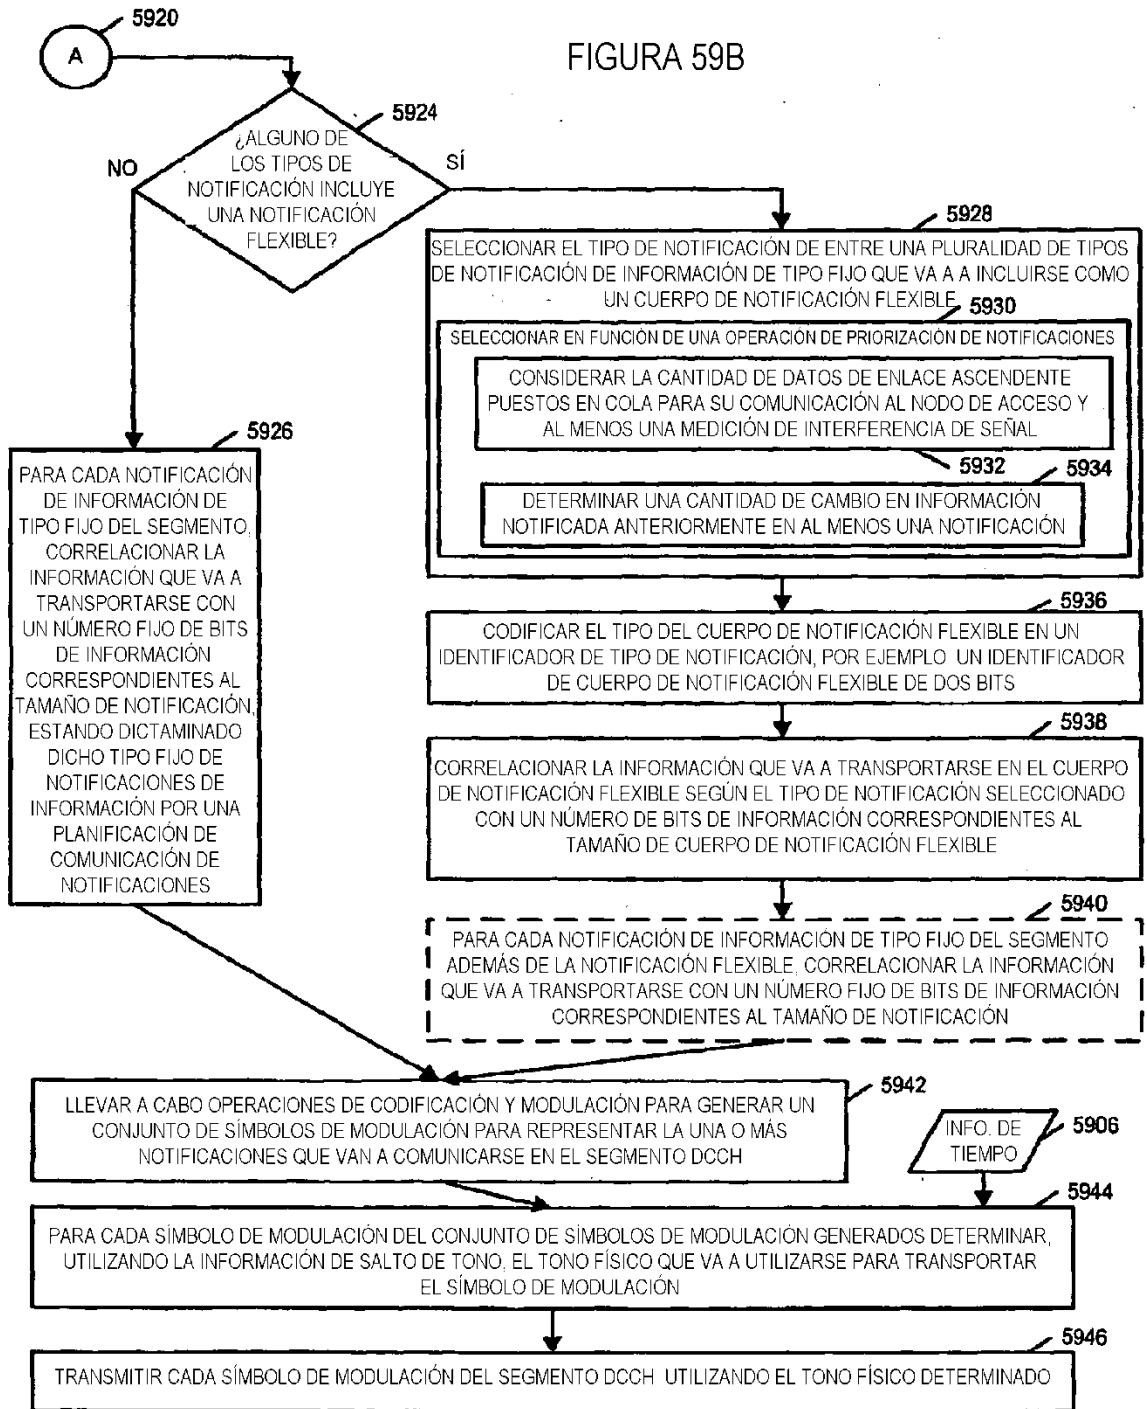 5920
A
FIGURA 59B
5924
¿ALGUNO DE
LOS TIPOS DE
NOTIFICACIÓN INCLUYE
UNA NOTIFICACIÓN
FLEXIBLE?
NO
SÍ
5928
SELECCIONAR EL TIPO DE NOTIFICACIÓN DE ENTRE UNA PLURALIDAD DE TIPOS
DE NOTIFICACIÓN DE INFORMACIÓN DE TIPO FIJO QUE VA A A INCLUIRSE COMO
UN CUERPO DE NOTIFICACIÓN FLEXIBLE
5930
SELECCIONAR EN FUNCIÓN DE UNA OPERACIÓN DE PRIORIZACIÓN DE NOTIFICACIONES
CONSIDERAR LA CANTIDAD DE DATOS DE ENLACE ASCENDENTE
PUESTOS EN COLA PARA SU COMUNICACIÓN AL NODO DE ACCESO Y
AL MENOS UNA MEDICIÓN DE INTERFERENCIA DE SEÑAL
5932
5934
DETERMINAR UNA CANTIDAD DE CAMBIO EN INFORMACIÓN
NOTIFICADA ANTERIORMENTE EN AL MENOS UNA NOTIFICACIÓN
5926
PARA CADA NOTIFICACIÓN
DE INFORMACIÓN DE
TIPO FIJO DEL SEGMENTO,
CORRELACIONAR LA
INFORMACIÓN QUE VA A
TRANSPORTARSE CON
UN NÚMERO FIJO DE BITS
DE INFORMACIÓN
CORRESPONDIENTES AL
TAMAÑO DE NOTIFICACIÓN,
ESTANDO DICTAMINADO
DICHO TIPO FIJO DE
NOTIFICACIONES DE
INFORMACIÓN POR UNA
PLANIFICACIÓN DE
COMUNICACIÓN DE
NOTIFICACIONES
5936
CODIFICAR EL TIPO DEL CUERPO DE NOTIFICACIÓN FLEXIBLE EN UN
IDENTIFICADOR DE TIPO DE NOTIFICACIÓN, POR EJEMPLO UN IDENTIFICADOR
DE CUERPO DE NOTIFICACIÓN FLEXIBLE DE DOS BITS
5938
CORRELACIONAR LA INFORMACIÓN QUE VA A TRANSPORTARSE EN EL CUERPO
DE NOTIFICACIÓN FLEXIBLE SEGÚN EL TIPO DE NOTIFICACIÓN SELECCIONADO
CON UN NÚMERO DE BITS DE INFORMACIÓN CORRESPONDIENTES AL
TAMAÑO DE CUERPO DE NOTIFICACIÓN FLEXIBLE
5940
PARA CADA NOTIFICACIÓN DE INFORMACIÓN DE TIPO FIJO DEL SEGMENTO
ADEMÁS DE LA NOTIFICACIÓN FLEXIBLE, CORRELACIONAR LA INFORMACIÓN
QUE VA A TRANSPORTARSE CON UN NÚMERO FIJO DE BITS DE INFORMACIÓN
CORRESPONDIENTES AL TAMAÑO DE NOTIFICACIÓN
5942
LLEVAR A CABO OPERACIONES DE CODIFICACIÓN Y MODULACIÓN PARA GENERAR UN
CONJUNTO DE SÍMBOLOS DE MODULACIÓN PARA REPRESENTAR LA UNA O MÁS
NOTIFICACIONES QUE VAN A COMUNICARSE EN EL SEGMENTO DCCH
INFO. DE
TIEMPO
5906
5944
PARA CADA SÍMBOLO DE MODULACIÓN DEL CONJUNTO DE SÍMBOLOS DE MODULACIÓN GENERADOS DETERMINAR,
UTILIZANDO LA INFORMACIÓN DE SALTO DE TONO, EL TONO FÍSICO QUE VA A UTILIZARSE PARA TRANSPORTAR
EL SÍMBOLO DE MODULACIÓN
5946
TRANSMITIR CADA SÍMBOLO DE MODULACIÓN DEL SEGMENTO DCCH UTILIZANDO EL TONO FÍSICO DETERMINADO